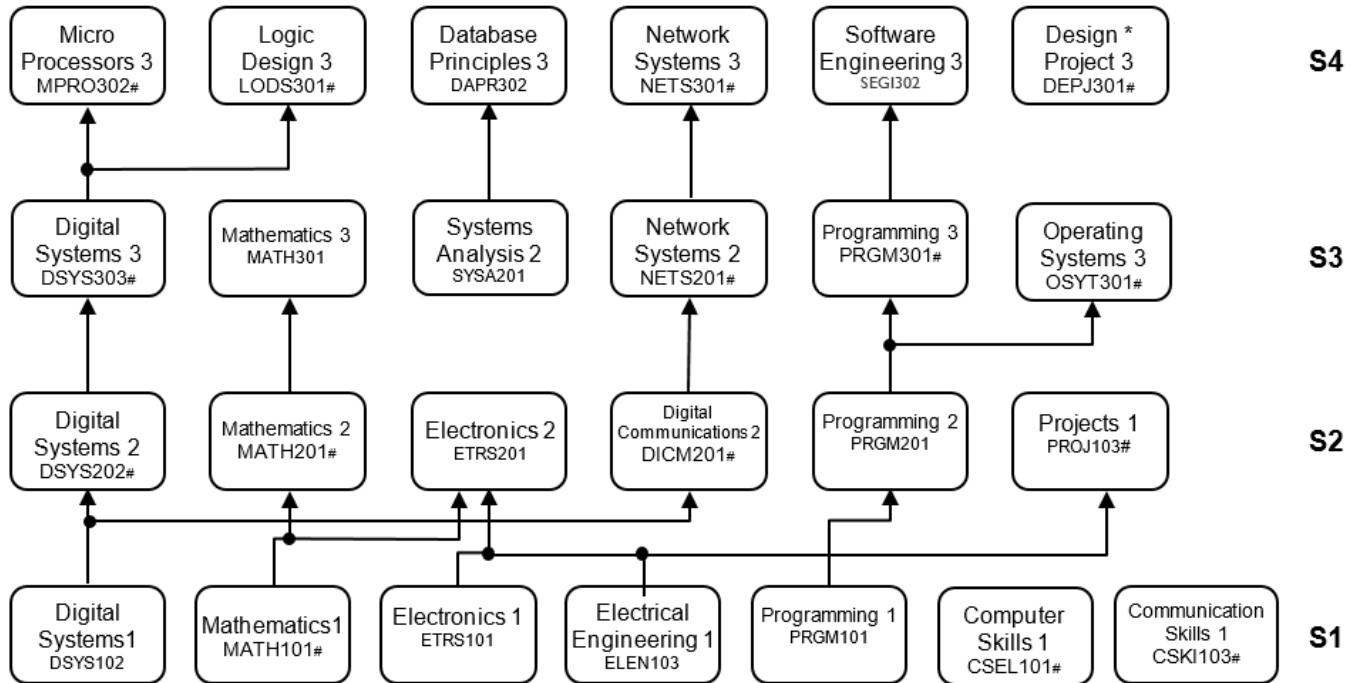 Micro
Processors 3
MPRO302#
Logic
Design 3
LODS301#
Database
Principles 3
DAPR302
Network
Systems 3
NETS301#
Software
Engineering 3
SEGI302
Design *
Project 3
DEPJ301#
S4
Digital
Systems 3
DSYS303#
Mathematics 3
MATH301
Systems
Analysis 2
SYSA201
Network
Systems 2
NETS201#
Programming 3
PRGM301#
Operating
Systems 3
OSYT301#
S3
Digital
Systems 2
DSYS202#
Mathematics 2
MATH201#
Electronics 2
ETRS201
Digital
Communications 2
DICM201#
Programming 2
PRGM201
Projects 1
PROJ103#
S2
Digital
Systems1
DSYS102
Mathematics1
MATH101#
Electronics 1
ETRS101
Electrical
Engineering 1
ELEN103
Programming 1
PRGM101
Computer
Skills 1
CSEL101#
Communication
Skills 1
CSKI103#
S1